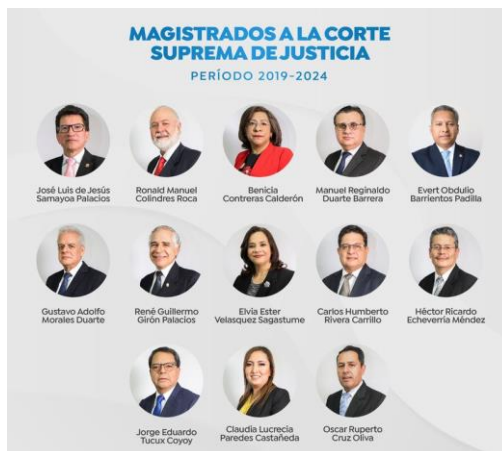 MAGISTRADOS A LA CORTE
SUPREMA DE JUSTICIA
PERÍODO 2019-2024
José Luis de Jesús
Samayoa Palacios
Ronald Manuel
Colindres Roca
Benicia
Contreras Calderón
Manuel Reginaldo
Duarte Barrera
Evert Obdulio
Barrientos Padilla
Gustavo Adolfo
Morales Duarte
René Guillermo
Girón Palacios
Elvia Ester
Velasquez Sagastume
Carlos Humberto
Rivera Carrillo
Héctor Ricardo
Echeverría Méndez
Jorge Eduardo
Tucux Coyoy
Claudia Lucrecia
Paredes Castañeda
Oscar Ruperto
Cruz Oliva